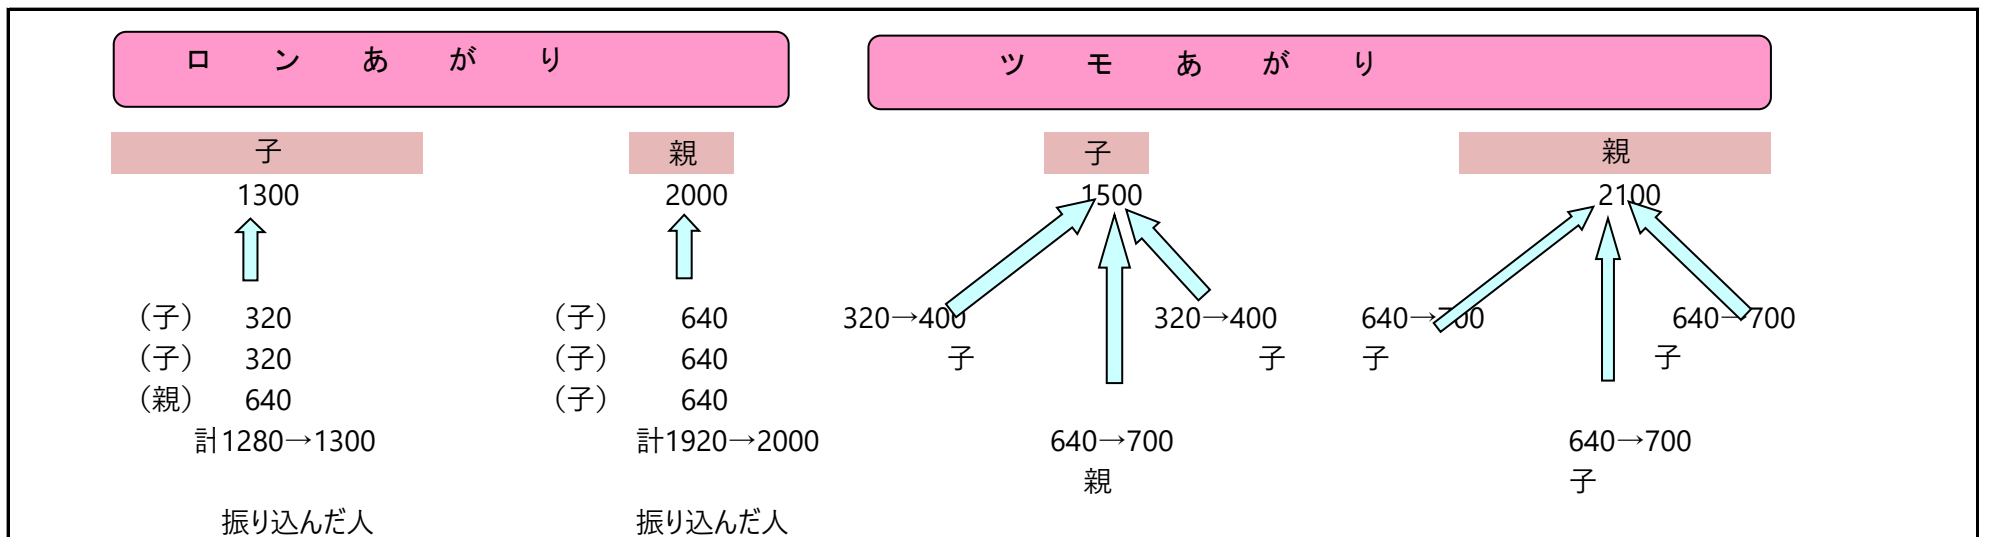 ロンあがり
ツモあがり
子
親
子
親
1300
2000
1500
2100
（子） 320
（子） 640
320→400
320→400
640→700
640→700
（子） 320
（子） 640
子
子
子
子
（親） 640
（子） 640
計1280→1300
計1920→2000
640→700
640→700
親
子
振り込んだ人
振り込んだ人